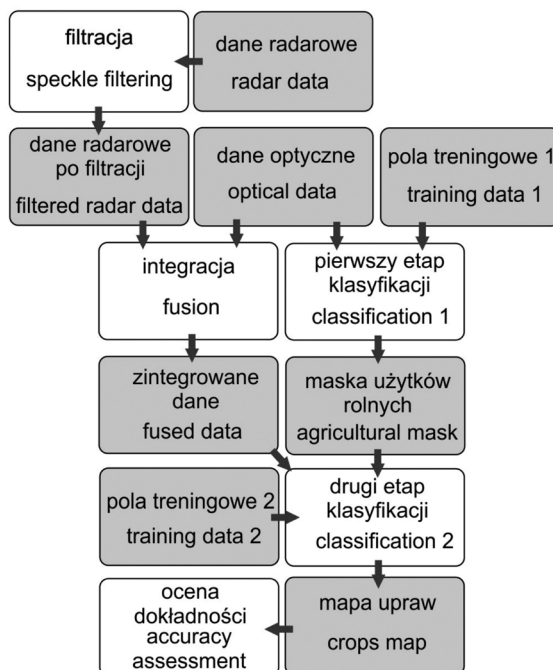 filtracja
speckle filtering
dane radarowe
radar data
dane radarowe
po filtracji
filtered radar data
dane optyczne
optical data
pola treningowe 1
training data 1
integracja
fusion
pierwszy etap
klasyfikacji
classification 1
zintegrowane
dane
fused data
maska użytków
rolnych
agricultural mask
pola treningowe 2
training data 2
drugi etap
klasyfikacji
classification 2
ocena
dokładności
accuracy
assessment
mapa upraw
crops map